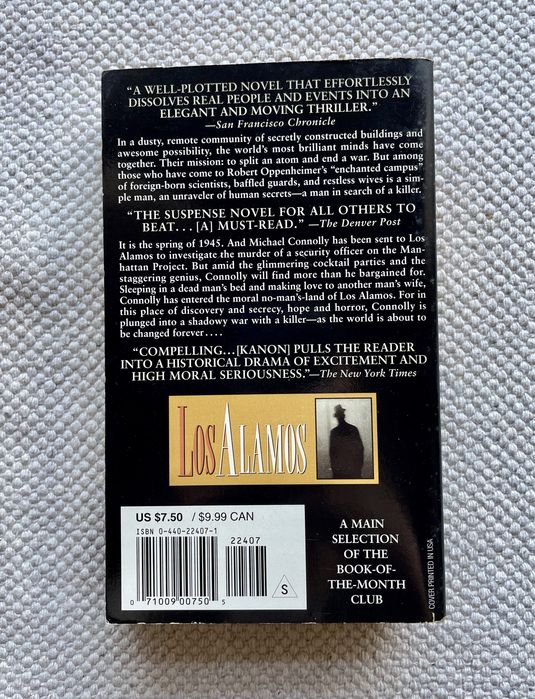 “A WELL-PLOTTED NOVEL THAT EFFORTLESSLY
DISSOLVES REAL PEOPLE AND EVENTS INTO AN
ELEGANT AND MOVING THRILLER.”
—San Francisco Chronicle
In a dusty, remote community of secretly constructed buildings and
awesome possibility, the world's most brilliant minds have come
together. Their mission: to split an atom and end a war. But among
those who have come to Robert Oppenheimer's “enchanted campus”
of foreign-born scientists, baffled guards, and restless wives is a sim-
ple man, an unraveler of human secrets—a man in search of a killer.
“THE SUSPENSE NOVEL FOR ALL OTHERS TO
BEAT. . . [A] MUST-READ.” —The Denver Post
It is the spring of 1945. And Michael Connolly has been sent to Los
Alamos to investigate the murder of a security officer on the Man-
hattan Project. But amid the glimmering cocktail parties and the
staggering genius, Connolly will find more than he bargained for.
Sleeping in a dead man's bed and making love to another man's wife,
Connolly has entered the moral no-man's-land of Los Alamos. For in
this place of discovery and secrecy, hope and horror, Connolly is
plunged into a shadowy war with a killer—as the world is about to
be changed forever. . . .
“COMPELLING. . .[KANON] PULLS THE READER
INTO A HISTORICAL DRAMA OF EXCITEMENT AND
HIGH MORAL SERIOUSNESS.”—The New York Times
LOS ALAMOS
US $7.50 / $9.99 CAN
ISBN 0-440-22407-1
22407
0 71009 00750 5
S
A MAIN
SELECTION
OF THE
BOOK-OF-
THE-MONTH
CLUB
COVER PRINTED IN USA